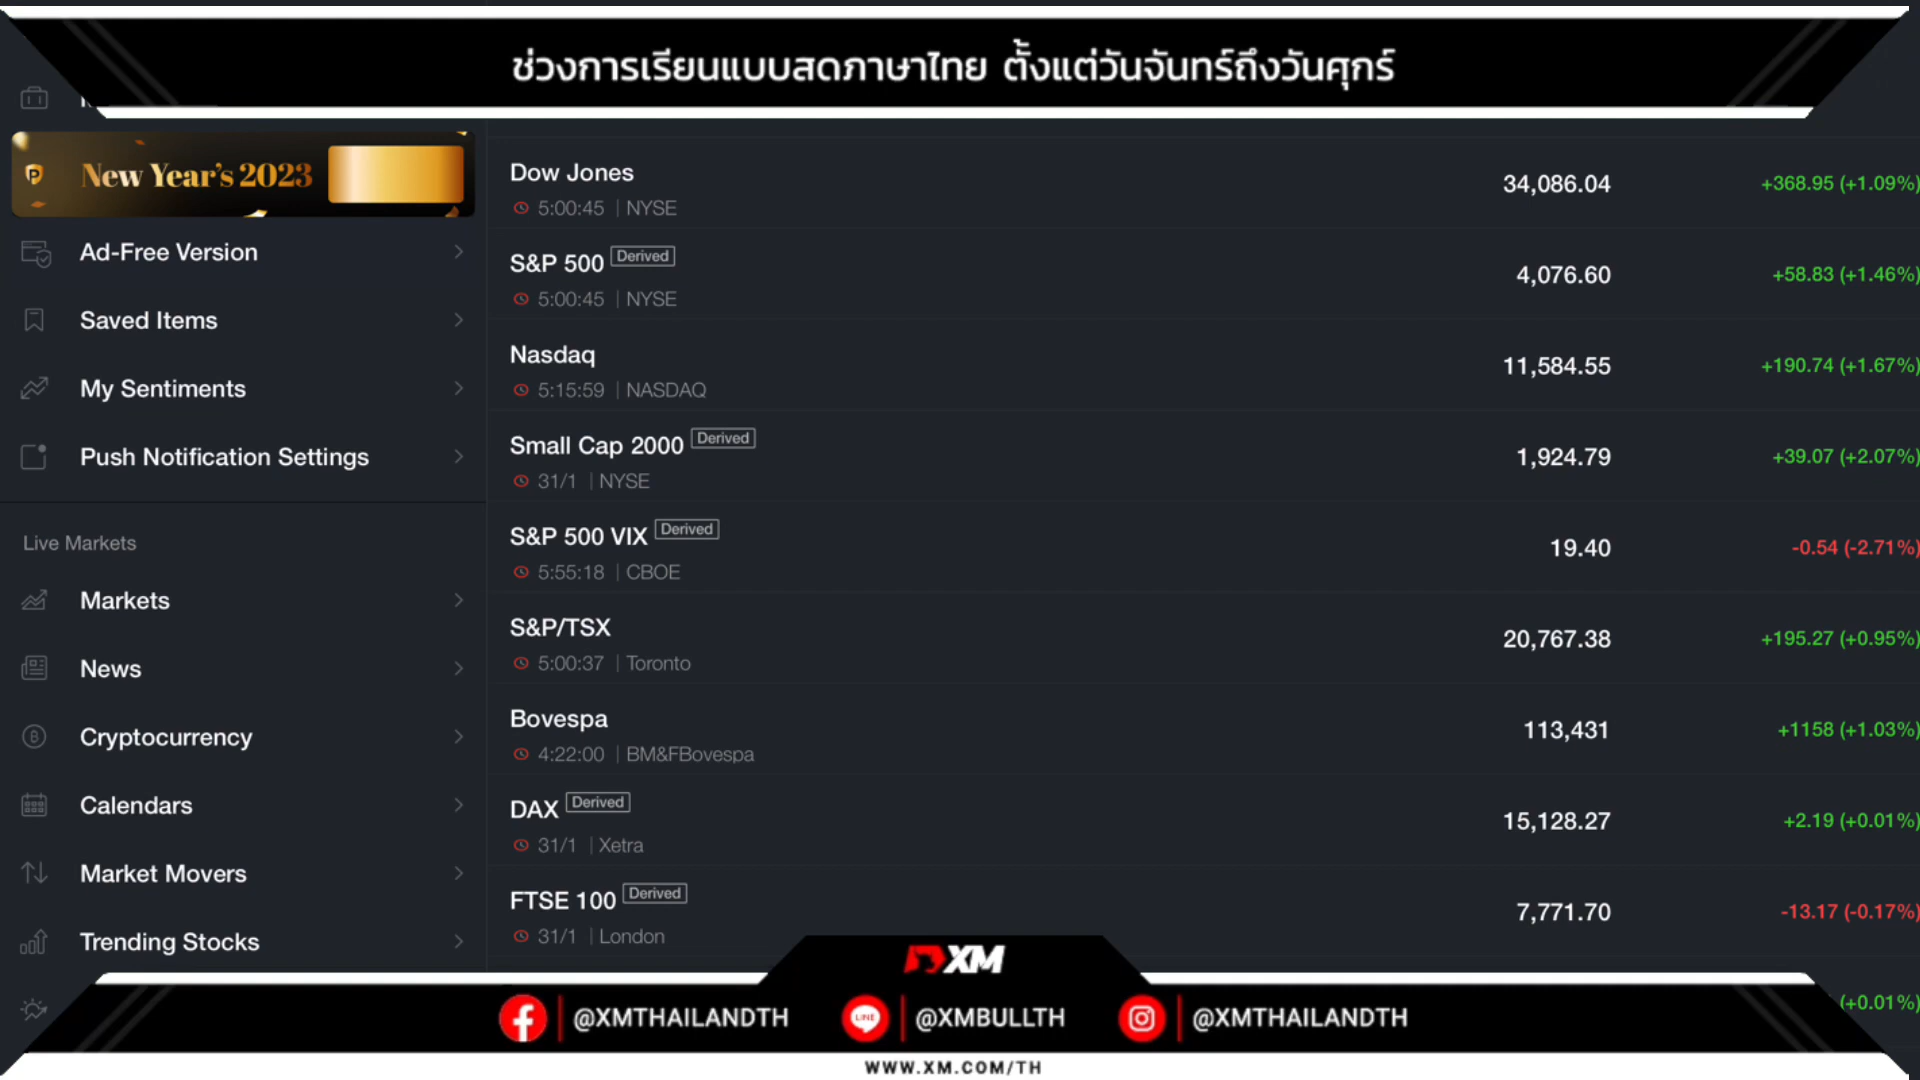 ช่วงการเรียนแบบสดภาษาไทย ตั้งแต่วันจันทร์ถึงวันศุกร์
New Year's 2023
Ad-Free Version
Saved Items
My Sentiments
Push Notification Settings
Live Markets
Markets
News
Cryptocurrency
Calendars
Market Movers
Trending Stocks
Dow Jones
5:00:45 | NYSE
34,086.04
+368.95 (+1.09%)
S&P 500 Derived
5:00:45 | NYSE
4,076.60
+58.83 (+1.46%)
Nasdaq
5:15:59 | NASDAQ
11,584.55
+190.74 (+1.67%)
Small Cap 2000 Derived
31/1 | NYSE
1,924.79
+39.07 (+2.07%)
S&P 500 VIX Derived
5:55:18 | CBOE
19.40
-0.54 (-2.71%)
S&P/TSX
5:00:37 | Toronto
20,767.38
+195.27 (+0.95%)
Bovespa
4:22:00 | BM&FBovespa
113,431
+1158 (+1.03%)
DAX Derived
31/1 | Xetra
15,128.27
+2.19 (+0.01%)
FTSE 100 Derived
31/1 | London
7,771.70
-13.17 (-0.17%)
(+0.01%)
XM
@XMTHAILANDTH
LINE
@XMBULLTH
@XMTHAILANDTH
WWW.XM.COM/TH